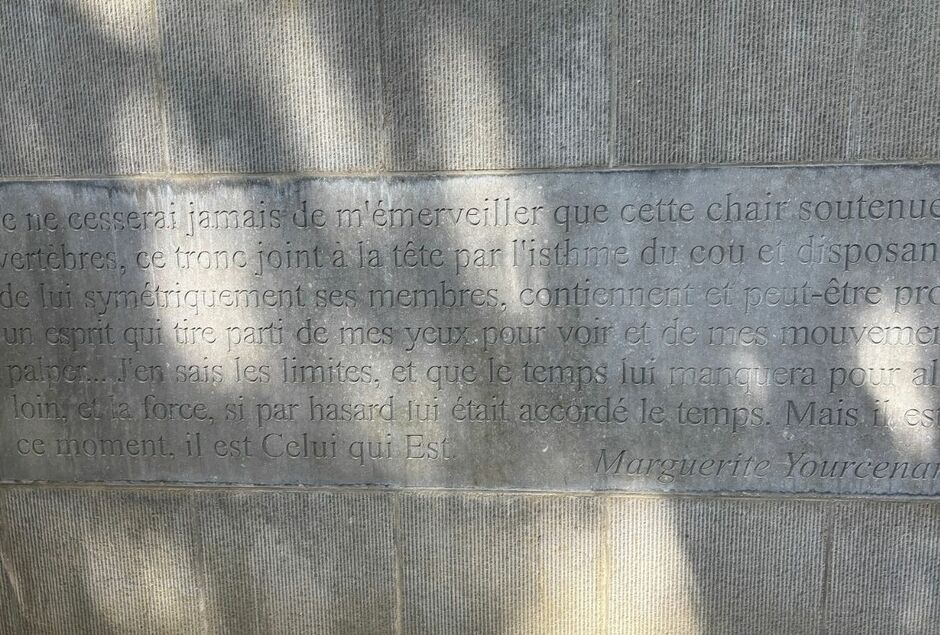 e ne cesserai jamais de m'émerveiller que cette chair soutenue
vertèbres, ce tronc joint à la tête par l'isthme du cou et disposan
de lui symétriquement ses membres, contiennent et peut-être pro
un esprit qui tire parti de mes yeux pour voir et de mes mouvemen
palper... J'en sais les limites, et que le temps lui manquera pour al
loin, et la force, si par hasard lui était accordé le temps. Mais il es
ce moment, il est Celui qui Est.
Marguerite Yourcenar